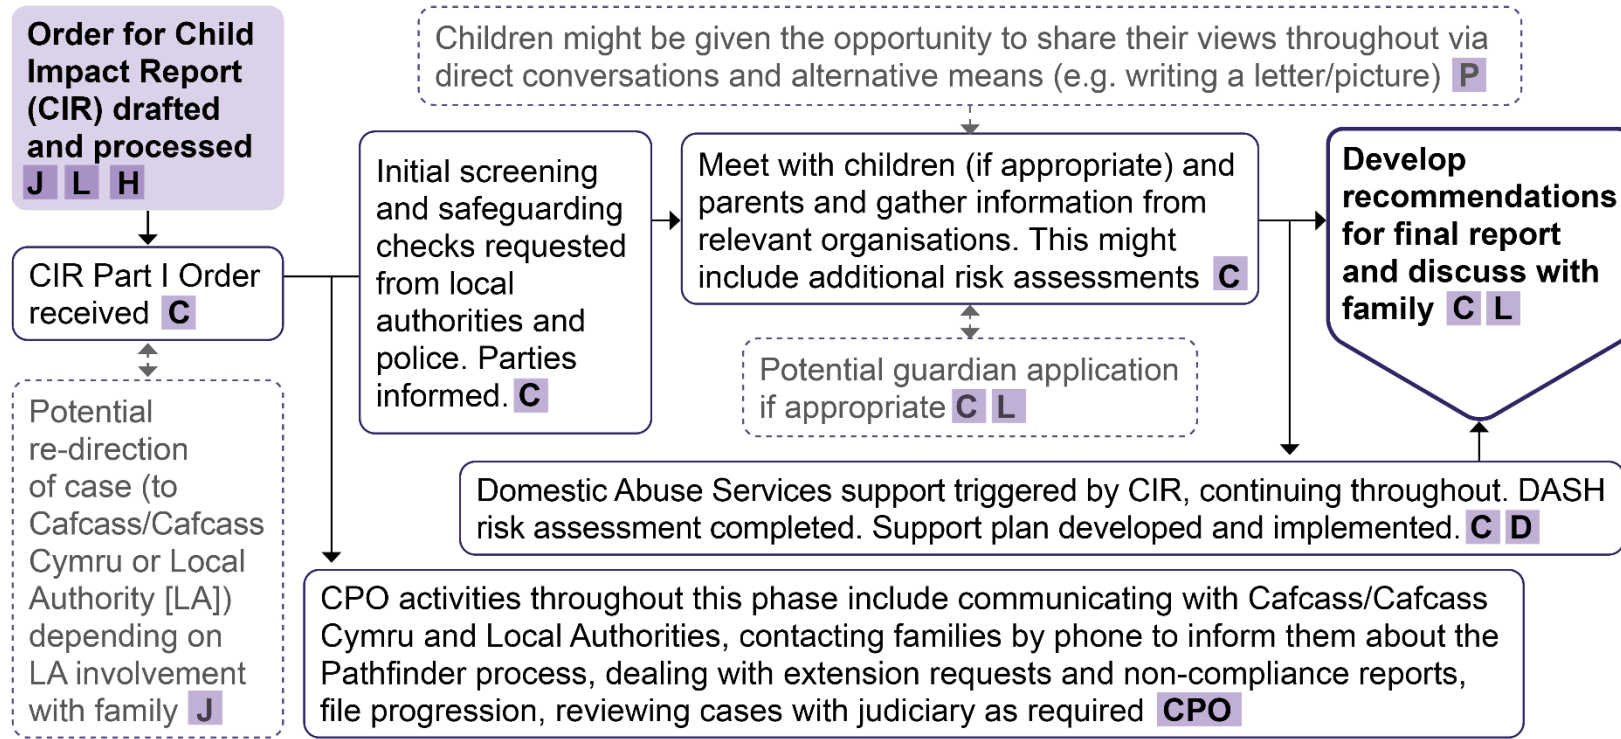 Order for Child
Impact Report
(CIR) drafted
and processed
J L H
CIR Part I Order
received C
Potential
re-direction
of case (to
Cafcass/Cafcass
Cymru or Local
Authority [LA])
depending on
LA involvement
with family J
Initial screening
and safeguarding
checks requested
from local
authorities and
police. Parties
informed. C
Children might be given the opportunity to share their views throughout via
direct conversations and alternative means (e.g. writing a letter/picture) P
Meet with children (if appropriate) and
parents and gather information from
relevant organisations. This might
include additional risk assessments C
Potential guardian application
if appropriate C L
Develop
recommendations
for final report
and discuss with
family C L
Domestic Abuse Services support triggered by CIR, continuing throughout. DASH
risk assessment completed. Support plan developed and implemented. C D
CPO activities throughout this phase include communicating with Cafcass/Cafcass
Cymru and Local Authorities, contacting families by phone to inform them about the
Pathfinder process, dealing with extension requests and non-compliance reports,
file progression, reviewing cases with judiciary as required CPO